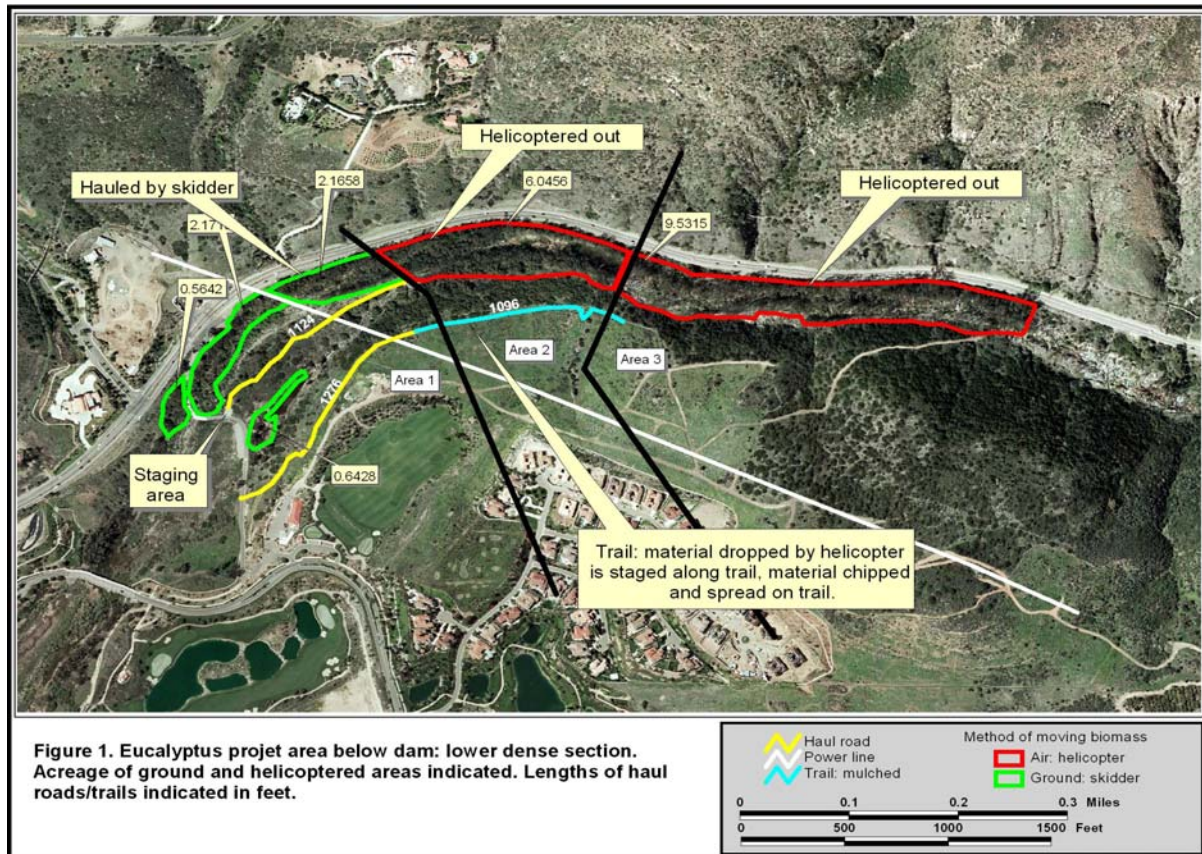 Helicoptered out
Hauled by skidder
2.1658
6.0456
Helicoptered out
2.171
9.5315
0.5642
1124
1096
Area 2
Area 3
Area 1
1276
Staging
area
0.6428
Trail: material dropped by helicopter
is staged along trail, material chipped
and spread on trail.
Figure 1. Eucalyptus projet area below dam: lower dense section.
Acreage of ground and helicoptered areas indicated. Lengths of haul
roads/trails indicated in feet.
Haul road
Power line
Trail: mulched
Method of moving biomass
Air: helicopter
Ground: skidder
0 0.1 0.2 0.3 Miles
0 500 1000 1500 Feet